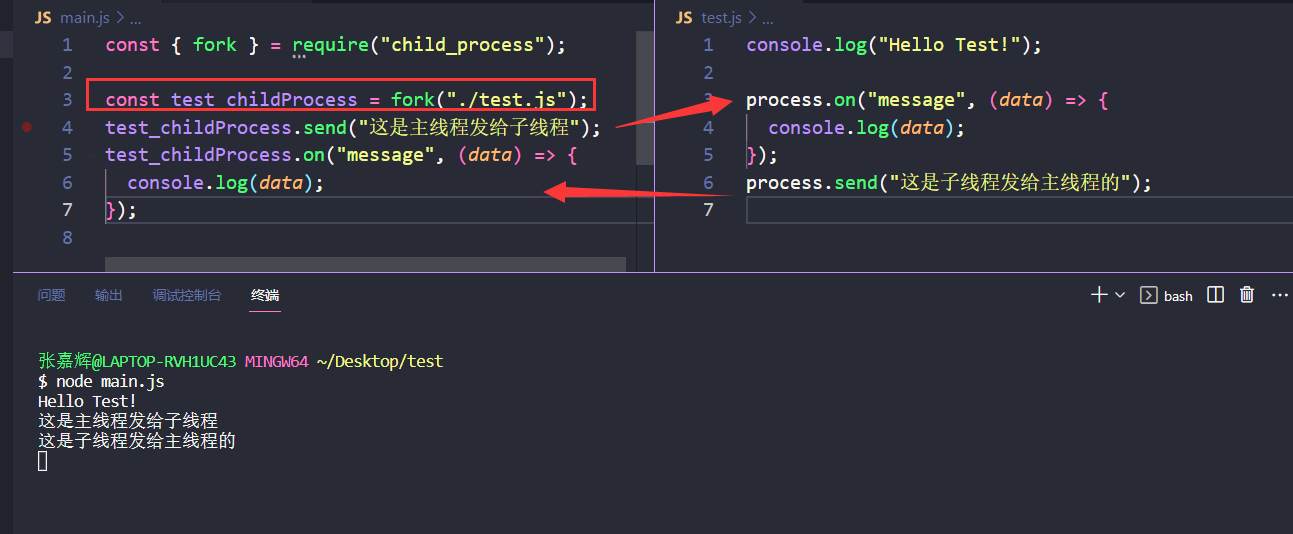 JS main.js > ...
1 const { fork } = require("child_process");
2
3 const test_childProcess = fork("./test.js");
4 test_childProcess.send("这是主线程发给子线程");
5 test_childProcess.on("message", (data) => {
6 console.log(data);
7 });
8
JS test.js > ...
1 console.log("Hello Test!");
2
3 process.on("message", (data) => {
4 console.log(data);
5 });
6 process.send("这是子线程发给主线程的");
7
问题 输出 调试控制台 终端 bash
张嘉辉@LAPTOP-RVH1UC43 MINGW64 ~/Desktop/test
$ node main.js
Hello Test!
这是主线程发给子线程
这是子线程发给主线程的